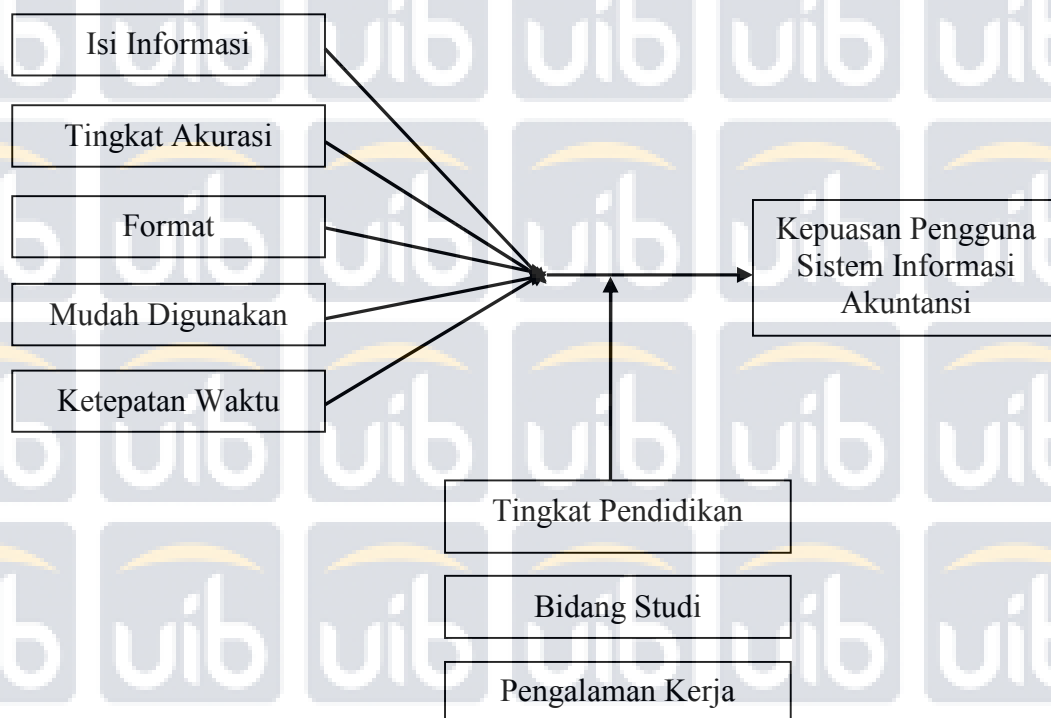 Isi Informasi
Tingkat Akurasi
Format
Mudah Digunakan
Ketepatan Waktu
Kepuasan Pengguna
Sistem Informasi
Akuntansi
Tingkat Pendidikan
Bidang Studi
Pengalaman Kerja
uib